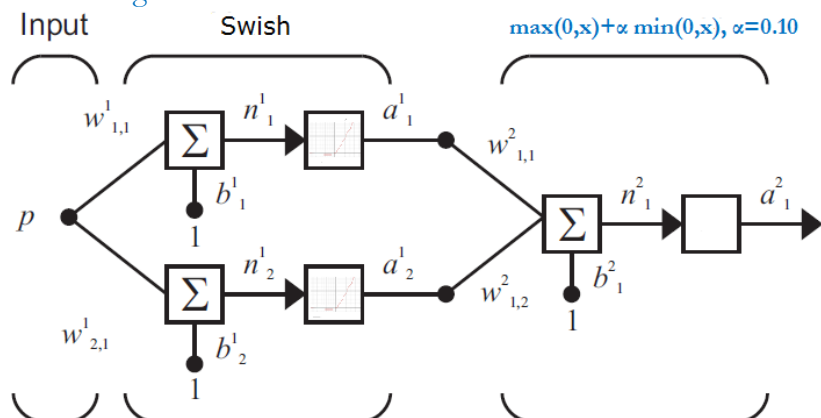 Input Swish max(0,x)+α min(0,x), α=0.10
w¹₁,₁ Σ n¹₁ a¹₁ w²₁,₁
b¹₁
1
p Σ n²₁ a²₁
b²₁
1
w¹₂,₁ Σ n¹₂ a¹₂ w²₁,₂
b¹₂
1